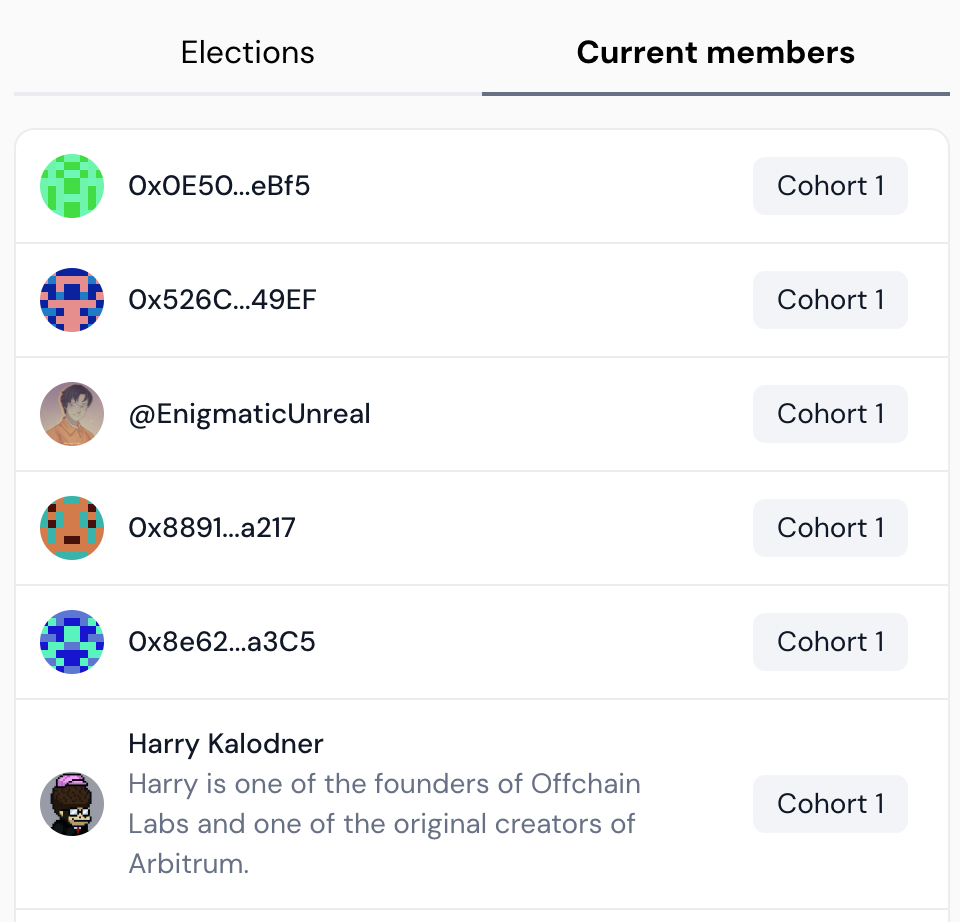 Elections
Current members
0x0E50...eBf5
Cohort 1
0x526C...49EF
Cohort 1
@EnigmaticUnreal
Cohort 1
0x8891...a217
Cohort 1
0x8e62...a3C5
Cohort 1
Harry Kalodner
Harry is one of the founders of Offchain
Labs and one of the original creators of
Arbitrum.
Cohort 1